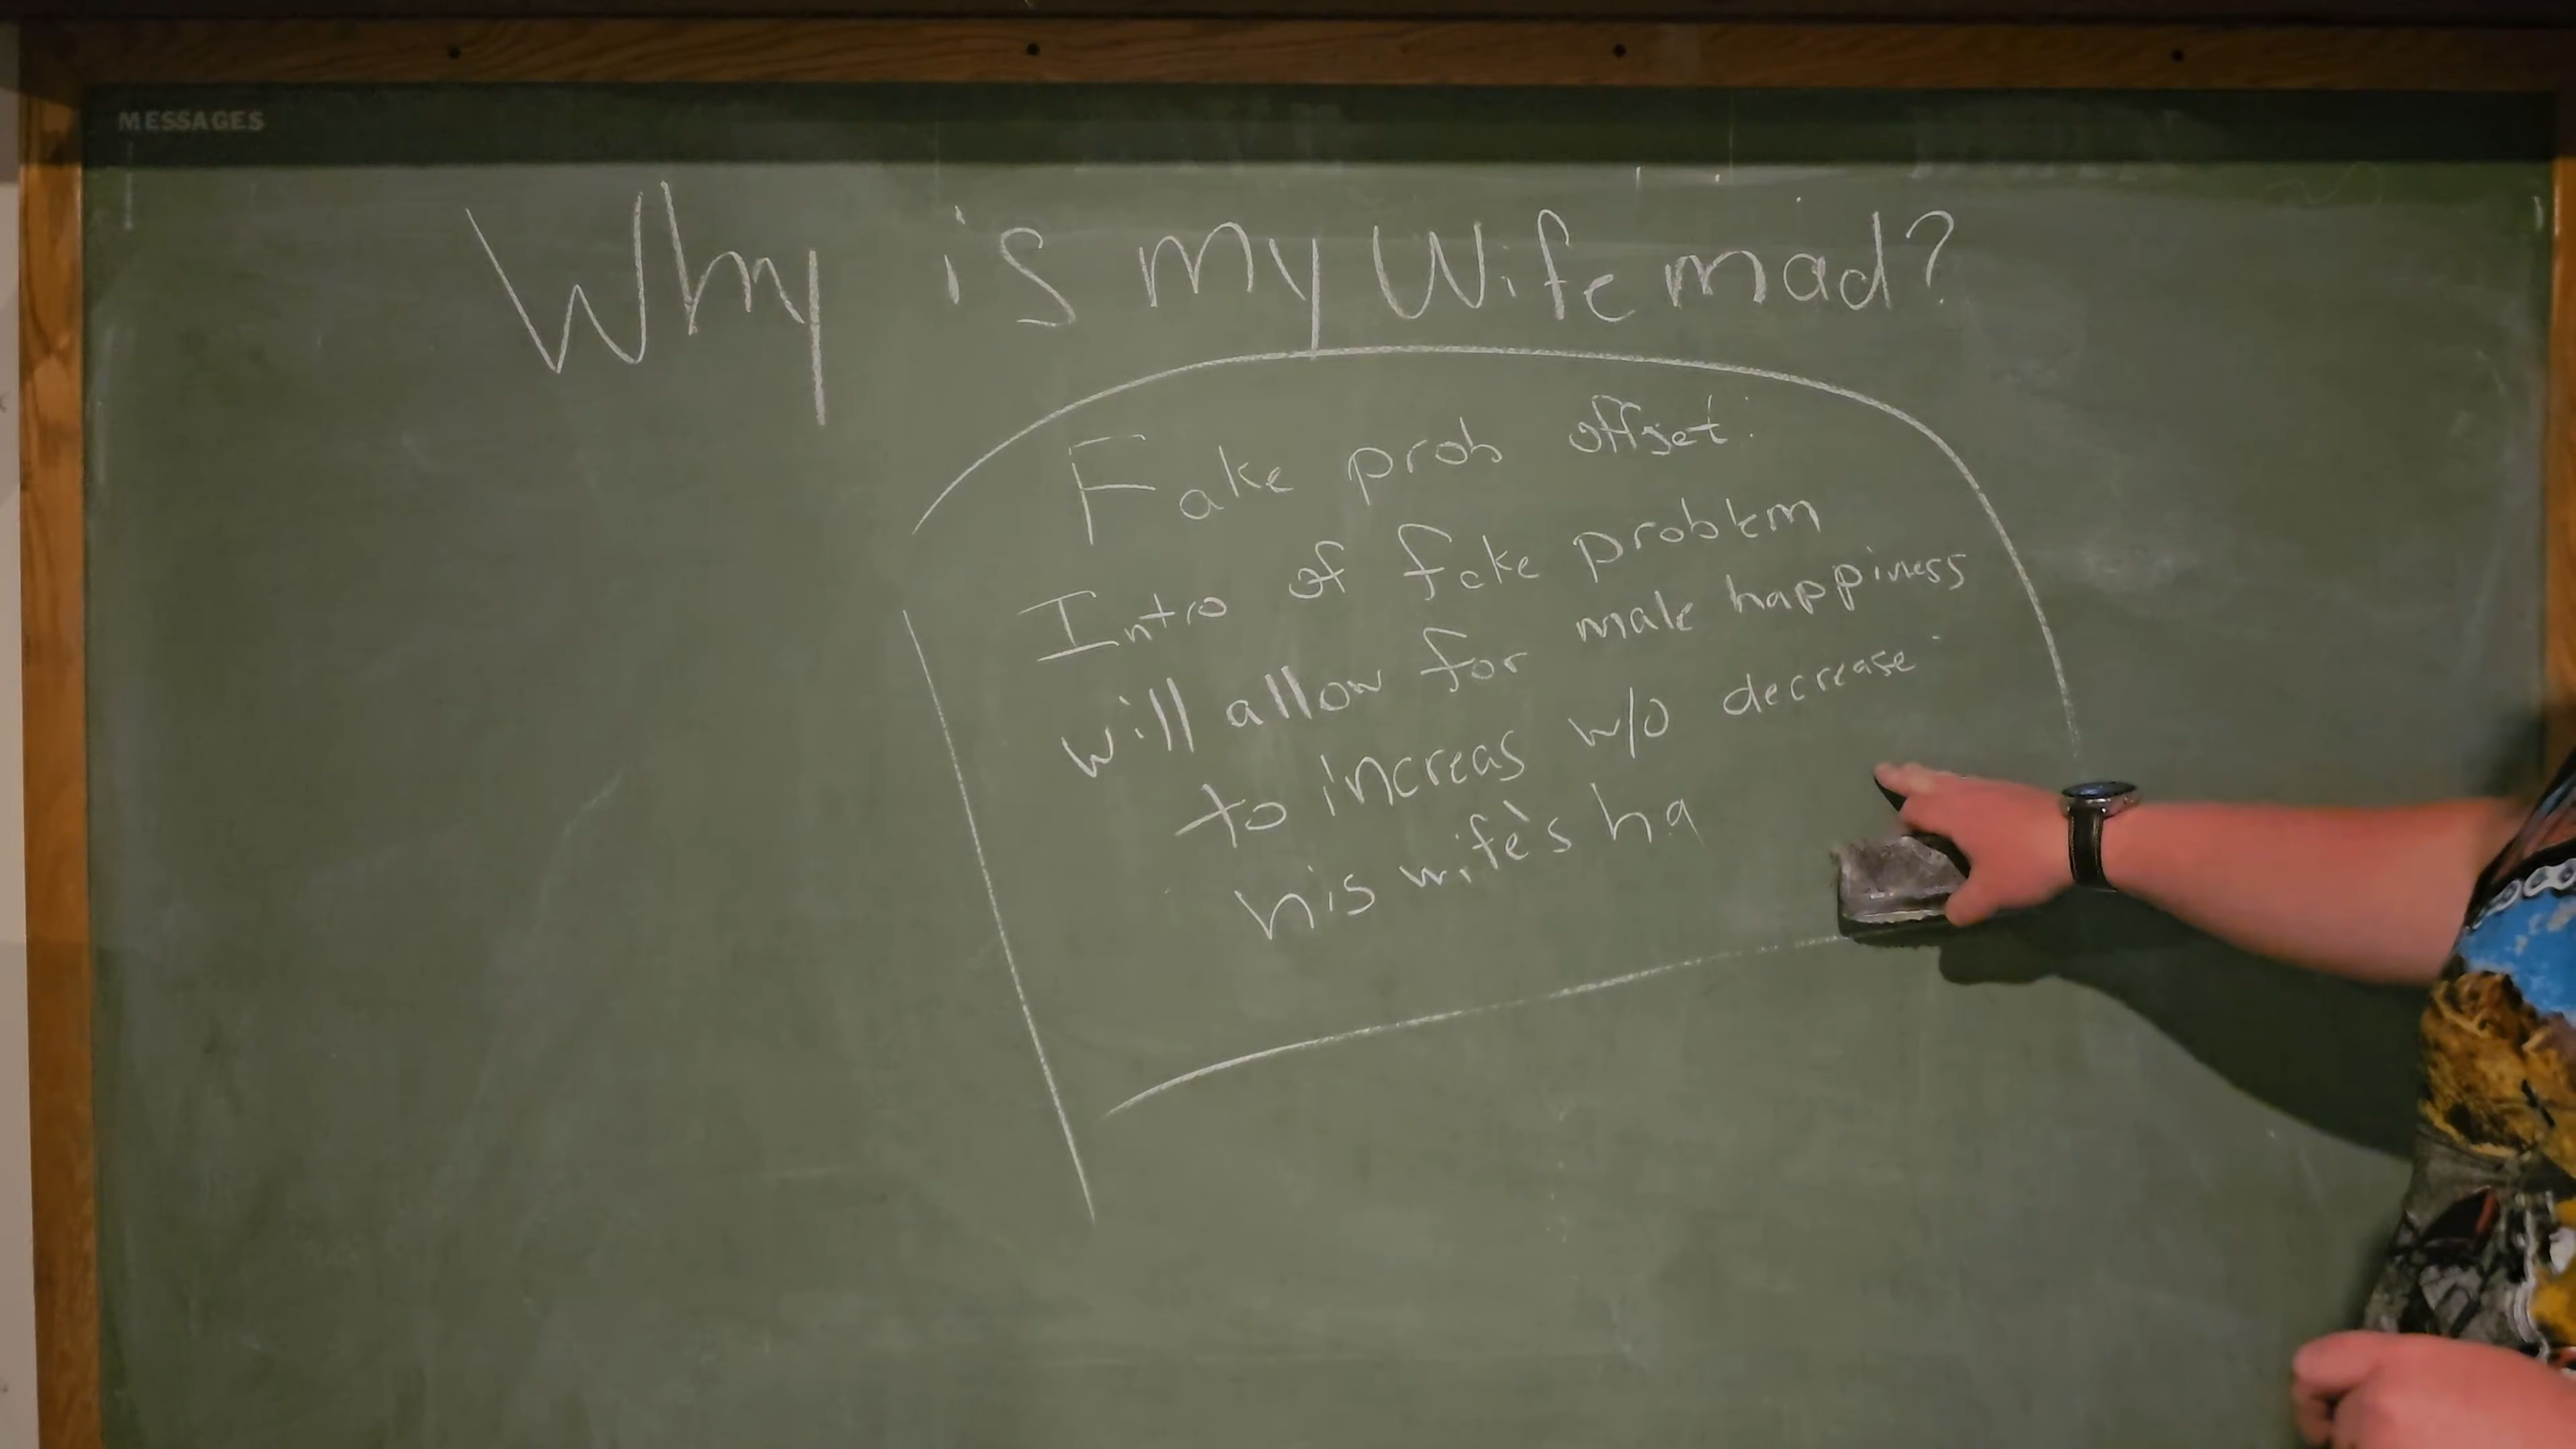 MESSAGES
Why is my Wife mad?
Fake prob offset:
Intro of fake problem
will allow for male happiness
to increas w/o decrease
his wife's ha